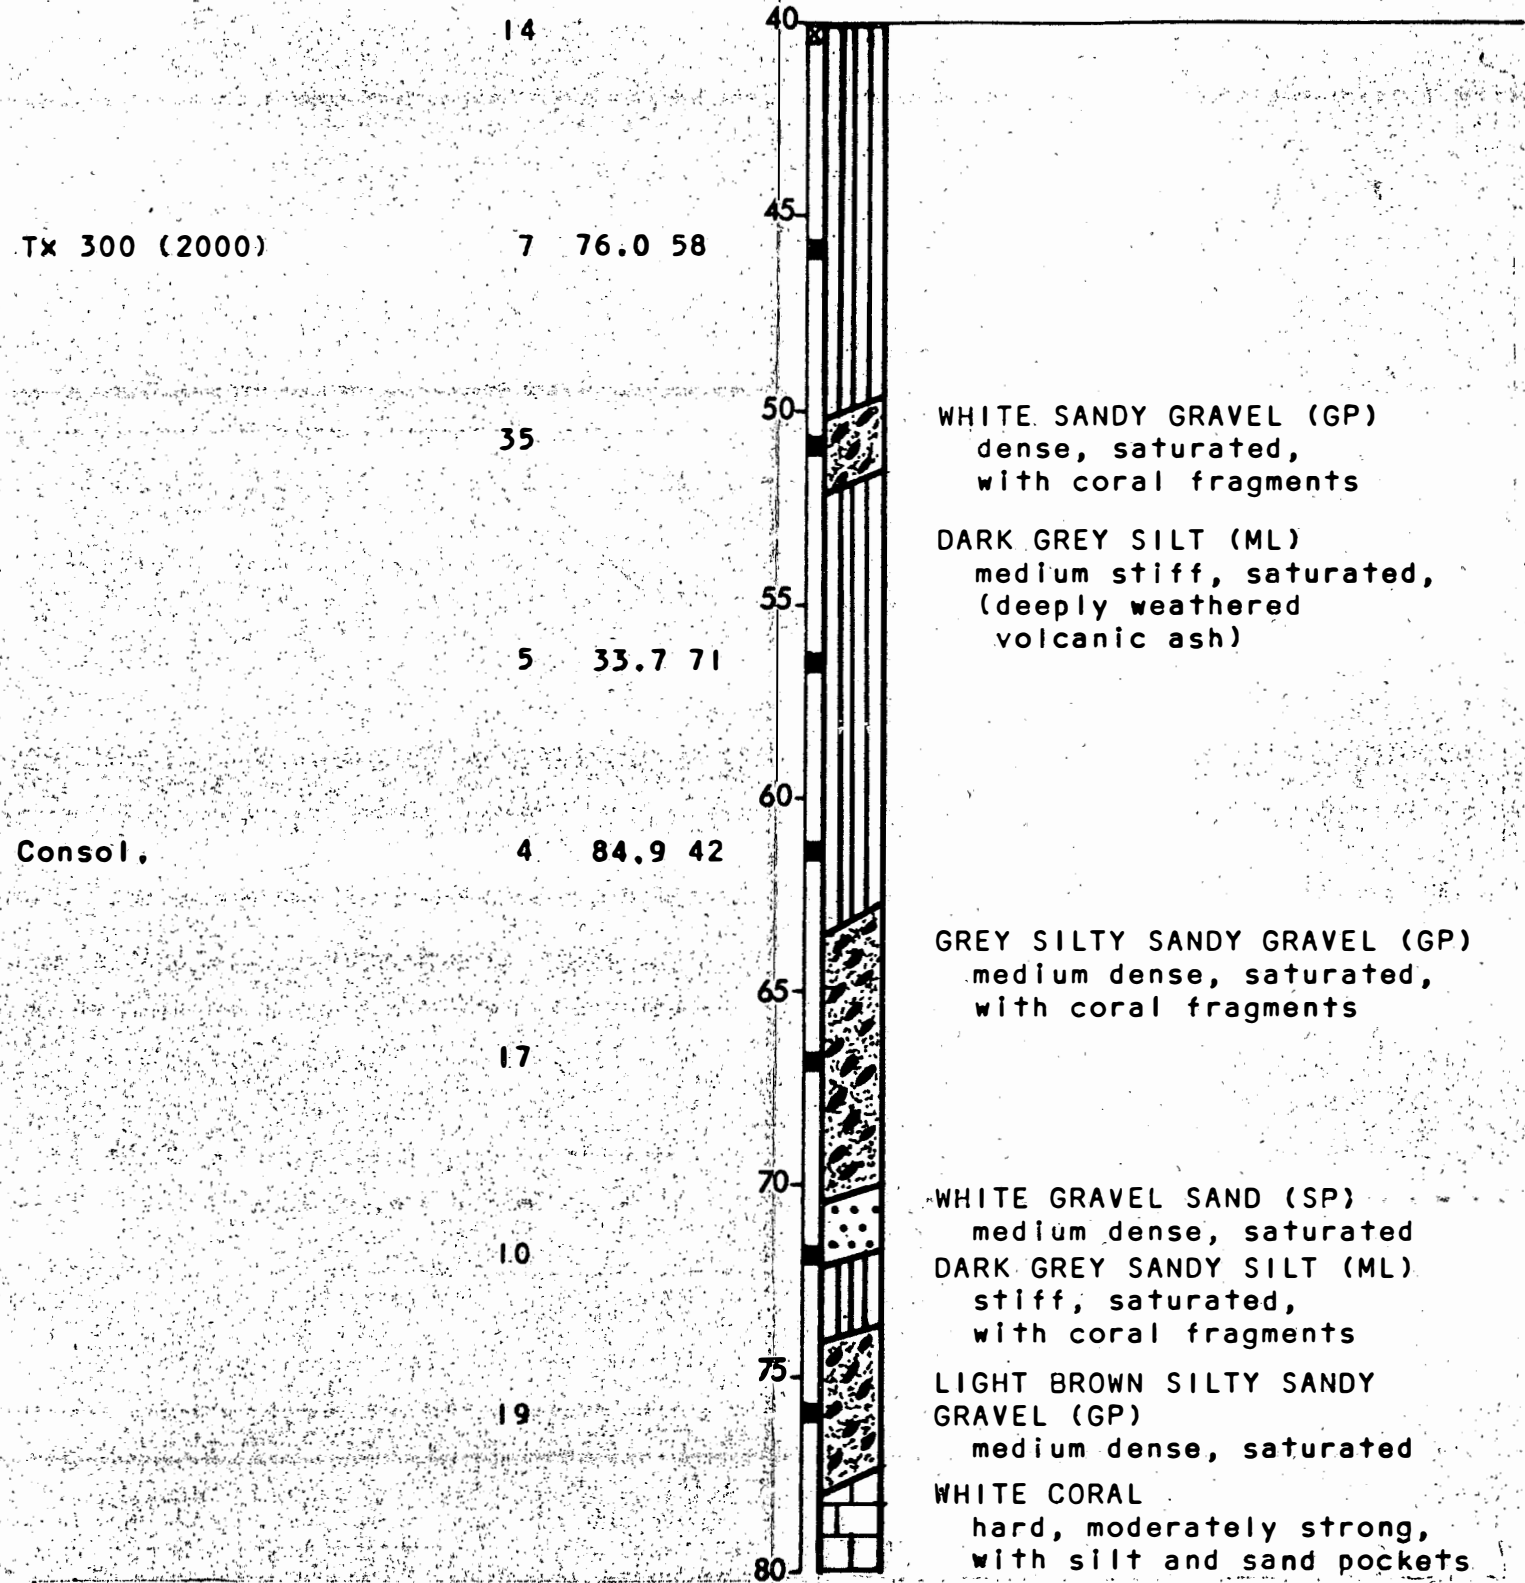 40
14
45
Tx 300 (2000) 7 76.0 58
50
WHITE SANDY GRAVEL (GP)
35
dense, saturated,
with coral fragments
DARK GREY SILT (ML)
medium stiff, saturated,
55
(deeply weathered
volcanic ash)
5 33.7 71
60
Consol. 4 84.9 42
GREY SILTY SANDY GRAVEL (GP)
medium dense, saturated,
65
with coral fragments
17
70
WHITE GRAVEL SAND (SP)
medium dense, saturated
10
DARK GREY SANDY SILT (ML)
stiff, saturated,
with coral fragments
75
LIGHT BROWN SILTY SANDY
GRAVEL (GP)
19
medium dense, saturated
WHITE CORAL
hard, moderately strong,
with silt and sand pockets
80